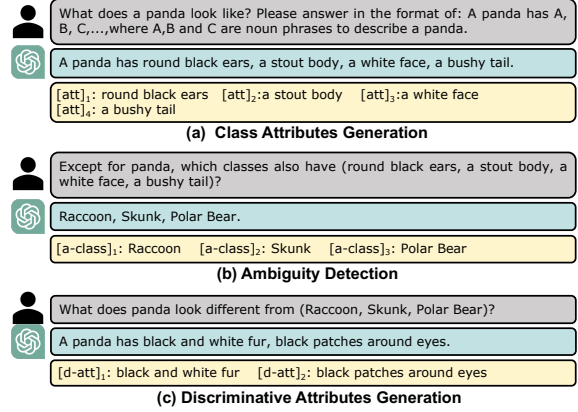 What does a panda look like? Please answer in the format of: A panda has A,
B, C,...,where A,B and C are noun phrases to describe a panda.
A panda has round black ears, a stout body, a white face, a bushy tail.
[att]₁: round black ears [att]₂:a stout body [att]₃:a white face
[att]₄: a bushy tail
(a) Class Attributes Generation
Except for panda, which classes also have (round black ears, a stout body, a
white face, a bushy tail)?
Raccoon, Skunk, Polar Bear.
[a-class]₁: Raccoon [a-class]₂: Skunk [a-class]₃: Polar Bear
(b) Ambiguity Detection
What does panda look different from (Raccoon, Skunk, Polar Bear)?
A panda has black and white fur, black patches around eyes.
[d-att]₁: black and white fur [d-att]₂: black patches around eyes
(c) Discriminative Attributes Generation